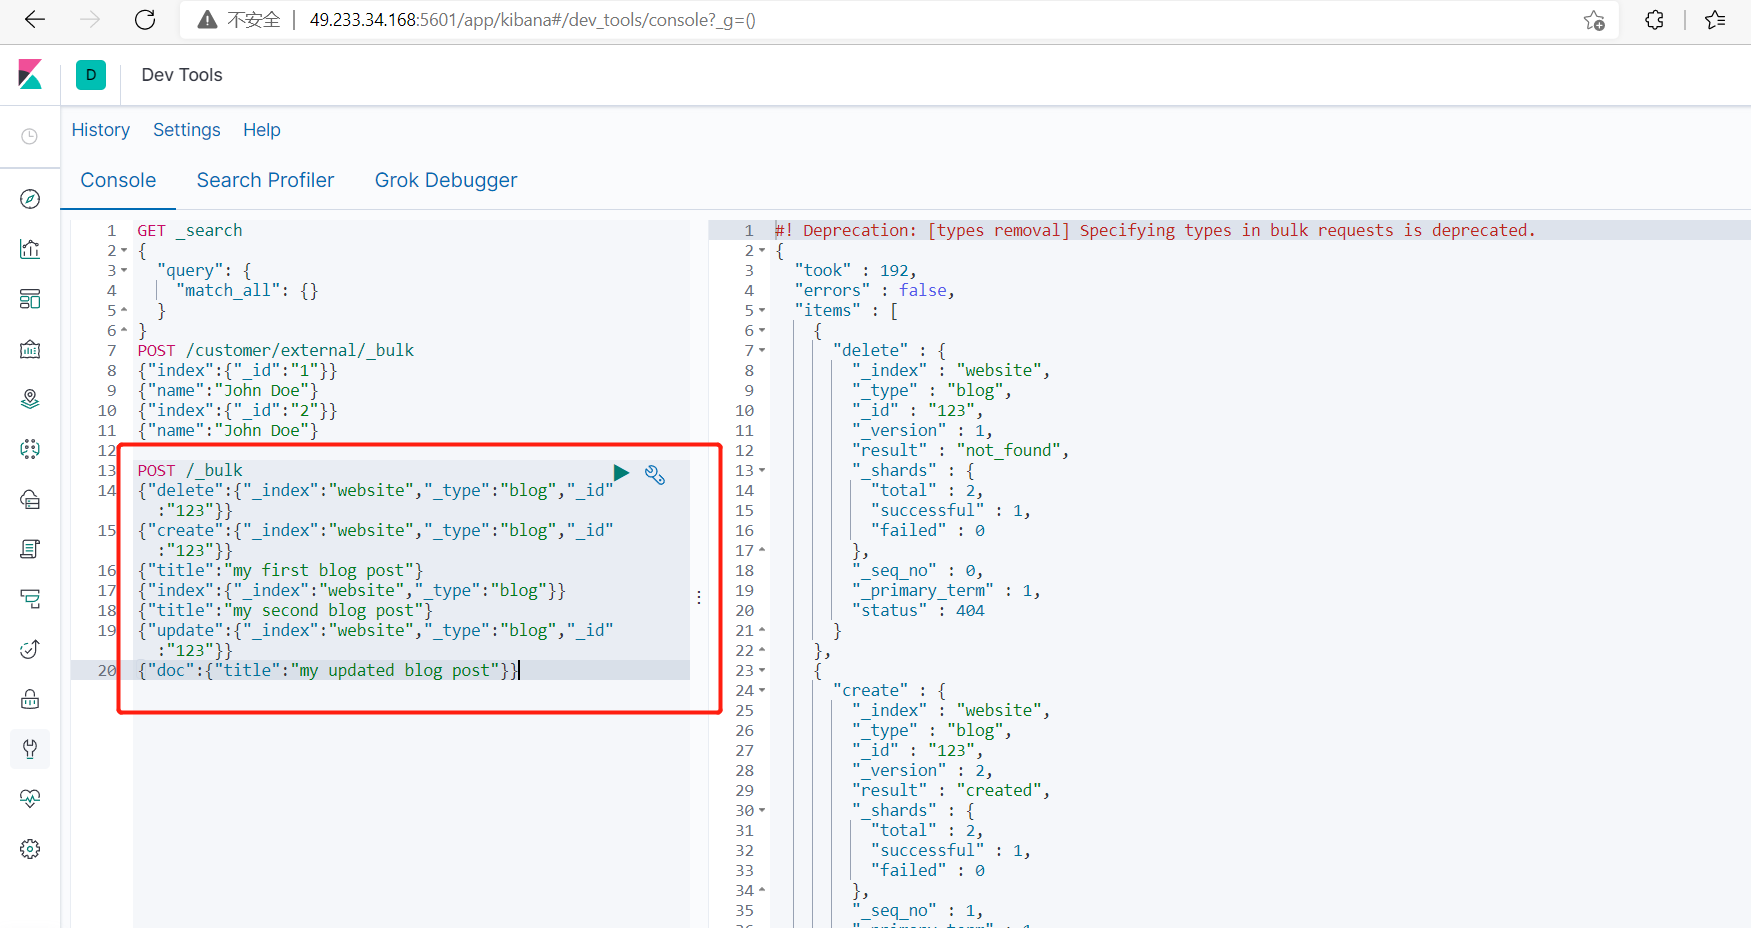 不安全 | 49.233.34.168:5601/app/kibana#/dev_tools/console?_g=()
D Dev Tools
History Settings Help
Console Search Profiler Grok Debugger
1 GET _search
2 {
3 "query": {
4 "match_all": {}
5 }
6 }
7 POST /customer/external/_bulk
8 {"index":{"_id":"1"}}
9 {"name":"John Doe"}
10 {"index":{"_id":"2"}}
11 {"name":"John Doe"}
12
13 POST /_bulk
14 {"delete":{"_index":"website","_type":"blog","_id"
:"123"}}
15 {"create":{"_index":"website","_type":"blog","_id"
:"123"}}
16 {"title":"my first blog post"}
17 {"index":{"_index":"website","_type":"blog"}}
18 {"title":"my second blog post"}
19 {"update":{"_index":"website","_type":"blog","_id"
:"123"}}
20 {"doc":{"title":"my updated blog post"}}
1 #! Deprecation: [types removal] Specifying types in bulk requests is deprecated.
2 {
3 "took" : 192,
4 "errors" : false,
5 "items" : [
6 {
7 "delete" : {
8 "_index" : "website",
9 "_type" : "blog",
10 "_id" : "123",
11 "_version" : 1,
12 "result" : "not_found",
13 "_shards" : {
14 "total" : 2,
15 "successful" : 1,
16 "failed" : 0
17 },
18 "_seq_no" : 0,
19 "_primary_term" : 1,
20 "status" : 404
21 }
22 },
23 {
24 "create" : {
25 "_index" : "website",
26 "_type" : "blog",
27 "_id" : "123",
28 "_version" : 2,
29 "result" : "created",
30 "_shards" : {
31 "total" : 2,
32 "successful" : 1,
33 "failed" : 0
34 },
35 "_seq_no" : 1,